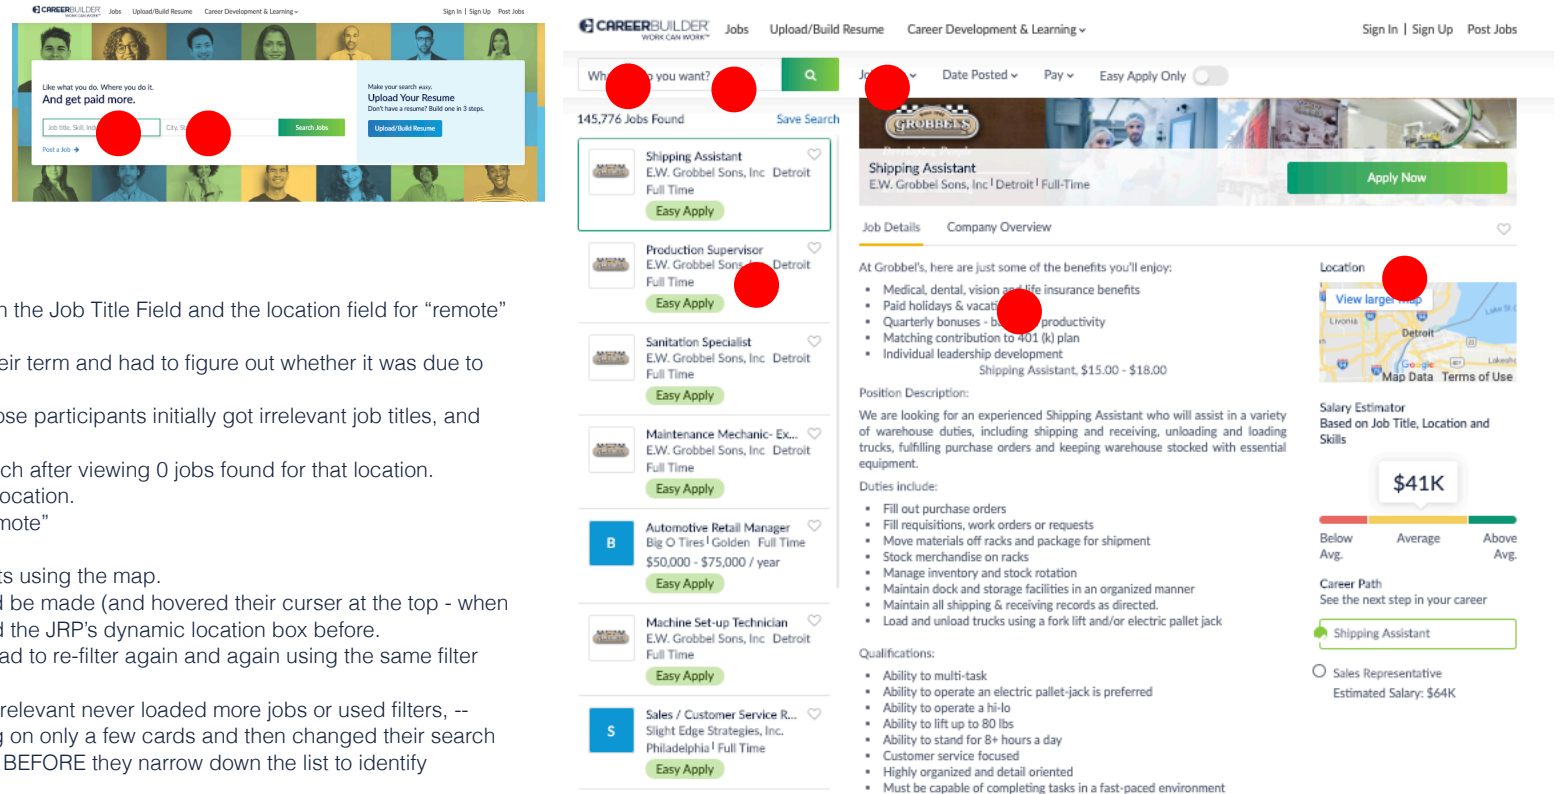 CAREERBUILDER
WORK CAN WORK™
Jobs Upload/Build Resume Career Development & Learning
Sign In | Sign Up Post Jobs
Like what you do. Where you do it.
And get paid more.
Job title, Skill,
City,
Search Jobs
Post a Job
Make your search easy.
Upload Your Resume
Don't have a resume? Build one in 3 steps.
Upload/Build Resume
the Job Title Field and the location field for “remote”
term and had to figure out whether it was due to
participants initially got irrelevant job titles, and
after viewing 0 jobs found for that location.
using the map.
be made (and hovered their curser at the top - when
the JRP's dynamic location box before.
to re-filter again and again using the same filter
never loaded more jobs or used filters, --
on only a few cards and then changed their search
BEFORE they narrow down the list to identify
CAREERBUILDER
WORK CAN WORK™
Jobs Upload/Build Resume Career Development & Learning
Sign In | Sign Up Post Jobs
you want?
Date Posted Pay Easy Apply Only
145,776 Jobs Found Save Search
Shipping Assistant
E.W. Grobbel Sons, Inc Detroit
Full Time
Easy Apply
Production Supervisor
E.W. Grobbel Sons, Detroit
Full Time
Easy Apply
Sanitation Specialist
E.W. Grobbel Sons, Inc Detroit
Full Time
Easy Apply
Maintenance Mechanic- Ex...
E.W. Grobbel Sons, Inc Detroit
Full Time
Easy Apply
B
Automotive Retail Manager
Big O Tires | Golden Full Time
$50,000 - $75,000 / year
Easy Apply
Machine Set-up Technician
E.W. Grobbel Sons, Inc Detroit
Full Time
Easy Apply
S
Sales / Customer Service R...
Slight Edge Strategies, Inc.
Philadelphia | Full Time
Easy Apply
GROBBEL'S
Shipping Assistant
E.W. Grobbel Sons, Inc | Detroit | Full-Time
Apply Now
Job Details Company Overview
At Grobbel's, here are just some of the benefits you'll enjoy:
▪ Medical, dental, vision and life insurance benefits
▪ Paid holidays &
▪ Quarterly bonuses - productivity
▪ Matching contribution to 401 (k) plan
▪ Individual leadership development
Shipping Assistant, $15.00 - $18.00
Position Description:
We are looking for an experienced Shipping Assistant who will assist in a variety
of warehouse duties, including shipping and receiving, unloading and loading
trucks, fulfilling purchase orders and keeping warehouse stocked with essential
equipment.
Duties include:
▪ Fill out purchase orders
▪ Fill requisitions, work orders or requests
▪ Move materials off racks and package for shipment
▪ Stock merchandise on racks
▪ Manage inventory and stock rotation
▪ Maintain dock and storage facilities in an organized manner
▪ Maintain all shipping & receiving records as directed.
▪ Load and unload trucks using a fork lift and/or electric pallet jack
Qualifications:
▪ Ability to multi-task
▪ Ability to operate an electric pallet-jack is preferred
▪ Ability to operate a hi-lo
▪ Ability to lift up to 80 lbs
▪ Ability to stand for 8+ hours a day
▪ Customer service focused
▪ Highly organized and detail oriented
▪ Must be capable of completing tasks in a fast-paced environment
Location
View larger map
Livonia
Detroit
Google
Map Data Terms of Use
Salary Estimator
Based on Job Title, Location and
Skills
$41K
Below Average Above
Avg. Avg.
Career Path
See the next step in your career
Shipping Assistant
Sales Representative
Estimated Salary: $64K